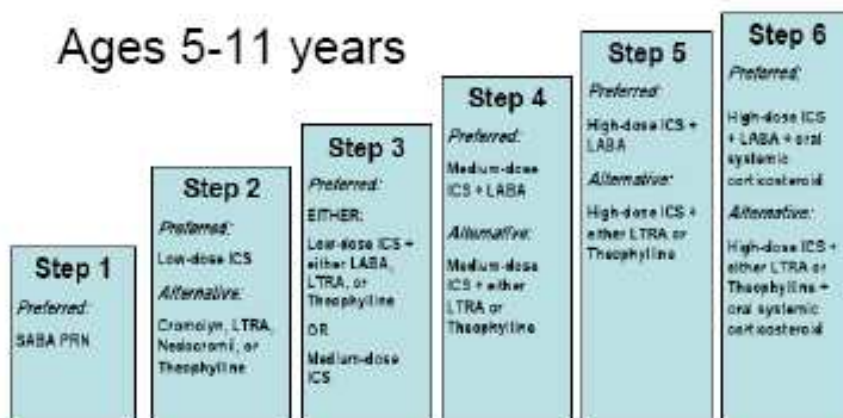 Ages 5-11 years
Step 1
Preferred:
SABA PRN
Step 2
Preferred:
Low-dose ICS
Alternative:
Cromolyn, LTRA,
Nedocromil, or
Theophylline
Step 3
Preferred:
EITHER:
Low-dose ICS +
either LABA,
LTRA, or
Theophylline
OR
Medium-dose
ICS
Step 4
Preferred:
Medium-dose
ICS + LABA
Alternative:
Medium-dose
ICS + either
LTRA or
Theophylline
Step 5
Preferred:
High-dose ICS +
LABA
Alternative:
High-dose ICS +
either LTRA or
Theophylline
Step 6
Preferred:
High-dose ICS
+ LABA + oral
systemic
corticosteroid
Alternative:
High-dose ICS +
either LTRA or
Theophylline +
oral systemic
corticosteroid